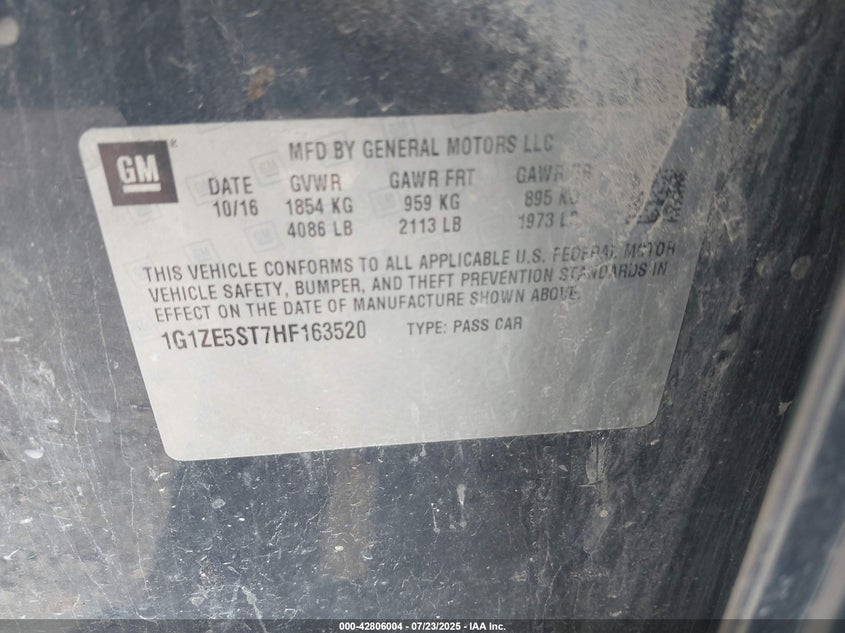 GM
MFD BY GENERAL MOTORS LLC
DATE GVWR GAWR FRT GAWR RR
10/16 1854 KG 959 KG 895 KG
4086 LB 2113 LB 1973 LB
THIS VEHICLE CONFORMS TO ALL APPLICABLE U.S. FEDERAL MOTOR
VEHICLE SAFETY, BUMPER, AND THEFT PREVENTION STANDARDS IN
EFFECT ON THE DATE OF MANUFACTURE SHOWN ABOVE.
1G1ZE5ST7HF163520 TYPE: PASS CAR
000-42806004 / 07/23/2025 - IAA Inc.